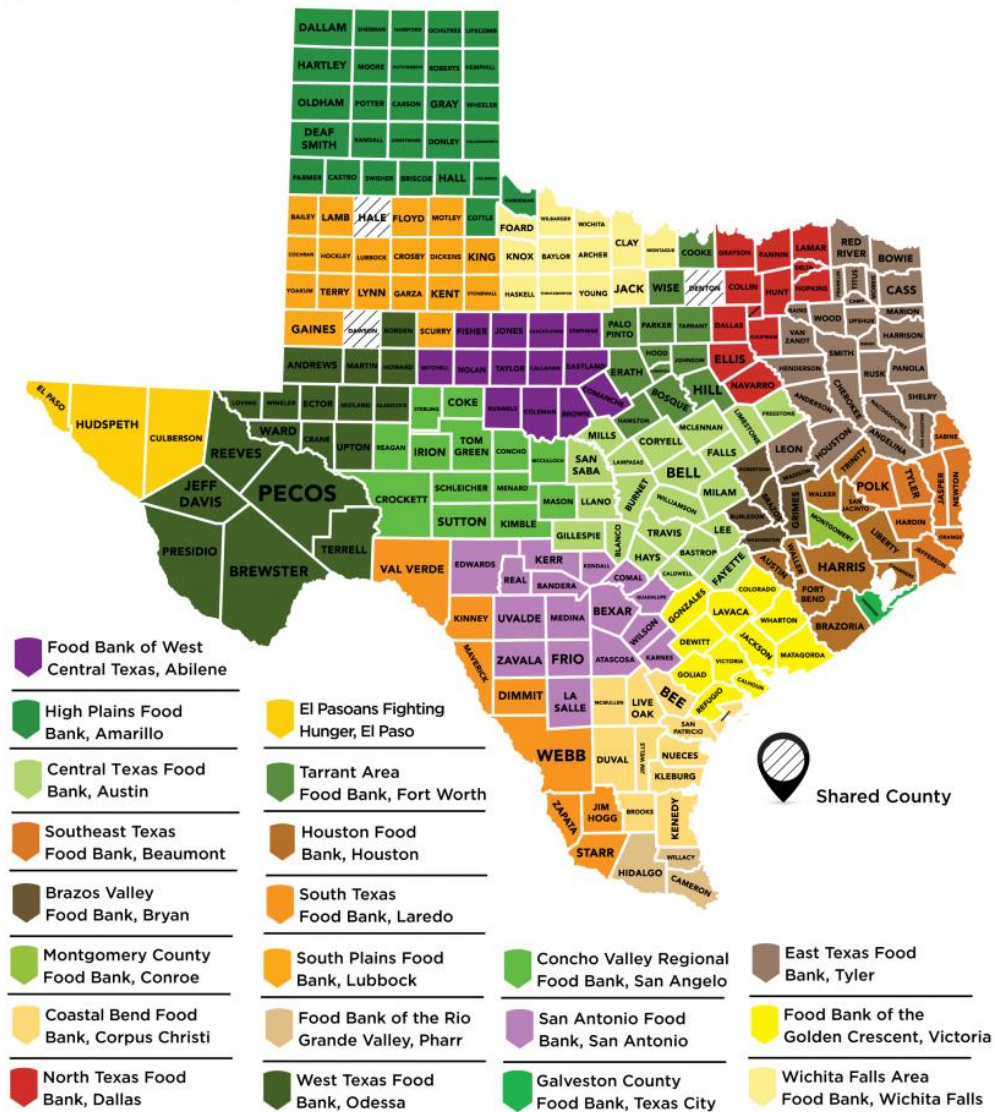 DALLAM SHERMAN HANSFORD OCHILTREE LIPSCOMB
HARTLEY MOORE HUTCHINSON ROBERTS HEMPHILL
OLDHAM POTTER CARSON GRAY WHEELER
DEAF SMITH RANDALL ARMSTRONG DONLEY COLLINGSWORTH
PARMER CASTRO SWISHER BRISCOE HALL CHILDRESS
HARDEMAN
BAILEY LAMB HALE FLOYD MOTLEY COTTLE FOARD WILBARGER WICHITA
CLAY MONTAGUE COOKE GRAYSON FANNIN LAMAR RED RIVER BOWIE
COCHRAN HOCKLEY LUBBOCK CROSBY DICKENS KING KNOX BAYLOR ARCHER
DELTA FRANKLIN TITUS MORRIS CASS
YOAKUM TERRY LYNN GARZA KENT STONEWALL HASKELL THROCKMORTON YOUNG JACK WISE DENTON COLLIN HUNT HOPKINS
CAMP MARION
GAINES DAWSON BORDEN SCURRY FISHER JONES SHACKELFORD STEPHENS PALO PINTO PARKER TARRANT DALLAS KAUFMAN RAINS WOOD UPSHUR HARRISON
VAN ZANDT GREGG
ANDREWS MARTIN HOWARD MITCHELL NOLAN TAYLOR CALLAHAN EASTLAND ERATH HOOD JOHNSON ELLIS HENDERSON SMITH RUSK PANOLA
EL PASO HUDSPETH CULBERSON
LOVING WINKLER ECTOR MIDLAND GLASSCOCK STERLING COKE RUNNELS COLEMAN BROWN COMANCHE BOSQUE HILL NAVARRO ANDERSON CHEROKEE NACOGDOCHES SHELBY
HAMILTON LIMESTONE FREESTONE
REEVES WARD CRANE UPTON REAGAN IRION TOM GREEN CONCHO MCCULLOCH MILLS CORYELL MCLENNAN FALLS LEON HOUSTON ANGELINA SABINE
SAN SABA LAMPASAS BELL ROBERTSON MADISON TRINITY
JEFF DAVIS PECOS CROCKETT SCHLEICHER MENARD MASON LLANO BURNET WILLIAMSON MILAM BRAZOS WALKER POLK TYLER JASPER NEWTON
SAN JACINTO
SUTTON KIMBLE GILLESPIE BLANCO TRAVIS LEE BURLESON GRIMES MONTGOMERY LIBERTY HARDIN ORANGE
PRESIDIO BREWSTER TERRELL VAL VERDE EDWARDS KERR KENDALL HAYS BASTROP WASHINGTON WALLER AUSTIN HARRIS CHAMBERS JEFFERSON
REAL BANDERA COMAL CALDWELL FAYETTE COLORADO FORT BEND
KINNEY UVALDE MEDINA BEXAR GUADALUPE GONZALES LAVACA WHARTON BRAZORIA
WILSON DEWITT JACKSON MATAGORDA
MAVERICK ZAVALA FRIO ATASCOSA KARNES GOLIAD VICTORIA CALHOUN
DIMMIT LA SALLE MCMULLEN LIVE OAK BEE REFUGIO
SAN PATRICIO
WEBB DUVAL JIM WELLS NUECES
KLEBURG
ZAPATA JIM HOGG BROOKS KENEDY
STARR HIDALGO WILLACY
CAMERON
Food Bank of West
Central Texas, Abilene
High Plains Food
Bank, Amarillo
Central Texas Food
Bank, Austin
Southeast Texas
Food Bank, Beaumont
Brazos Valley
Food Bank, Bryan
Montgomery County
Food Bank, Conroe
Coastal Bend Food
Bank, Corpus Christi
North Texas Food
Bank, Dallas
El Pasoans Fighting
Hunger, El Paso
Tarrant Area
Food Bank, Fort Worth
Houston Food
Bank, Houston
South Texas
Food Bank, Laredo
South Plains Food
Bank, Lubbock
Food Bank of the Rio
Grande Valley, Pharr
West Texas Food
Bank, Odessa
Shared County
Concho Valley Regional
Food Bank, San Angelo
San Antonio Food
Bank, San Antonio
Galveston County
Food Bank, Texas City
East Texas Food
Bank, Tyler
Food Bank of the
Golden Crescent, Victoria
Wichita Falls Area
Food Bank, Wichita Falls